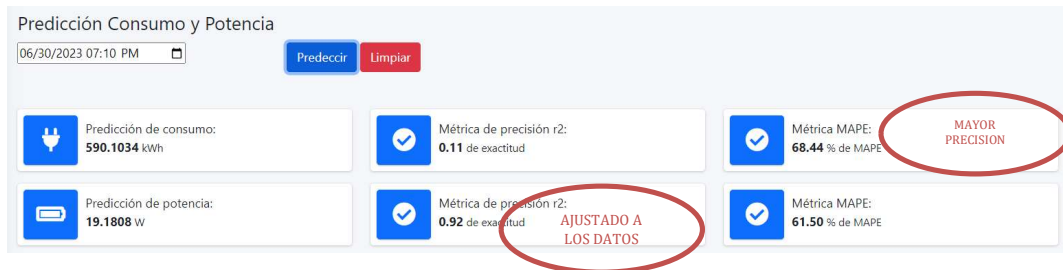 Predicción Consumo y Potencia
06/30/2023 07:10 PM
Predeccir
Limpiar
Predicción de consumo:
590.1034 kWh
Métrica de precisión r2:
0.11 de exactitud
Métrica MAPE:
68.44 % de MAPE
MAYOR
PRECISION
Predicción de potencia:
19.1808 W
Métrica de precisión r2:
0.92 de exactitud
AJUSTADO A
LOS DATOS
Métrica MAPE:
61.50 % de MAPE